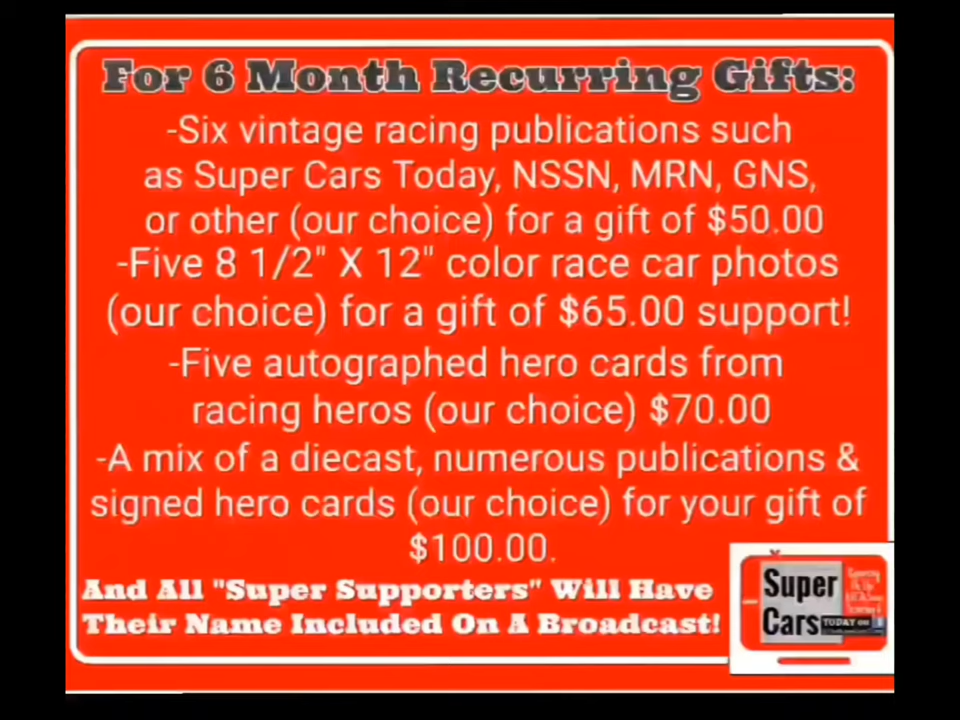 For 6 Month Recurring Gifts:
-Six vintage racing publications such
as Super Cars Today, NSSN, MRN, GNS,
or other (our choice) for a gift of $50.00
-Five 8 1/2" X 12" color race car photos
(our choice) for a gift of $65.00 support!
-Five autographed hero cards from
racing heros (our choice) $70.00
-A mix of a diecast, numerous publications &
signed hero cards (our choice) for your gift of
$100.00.
And All "Super Supporters" Will Have
Their Name Included On A Broadcast!
Super
Cars
TODAY on